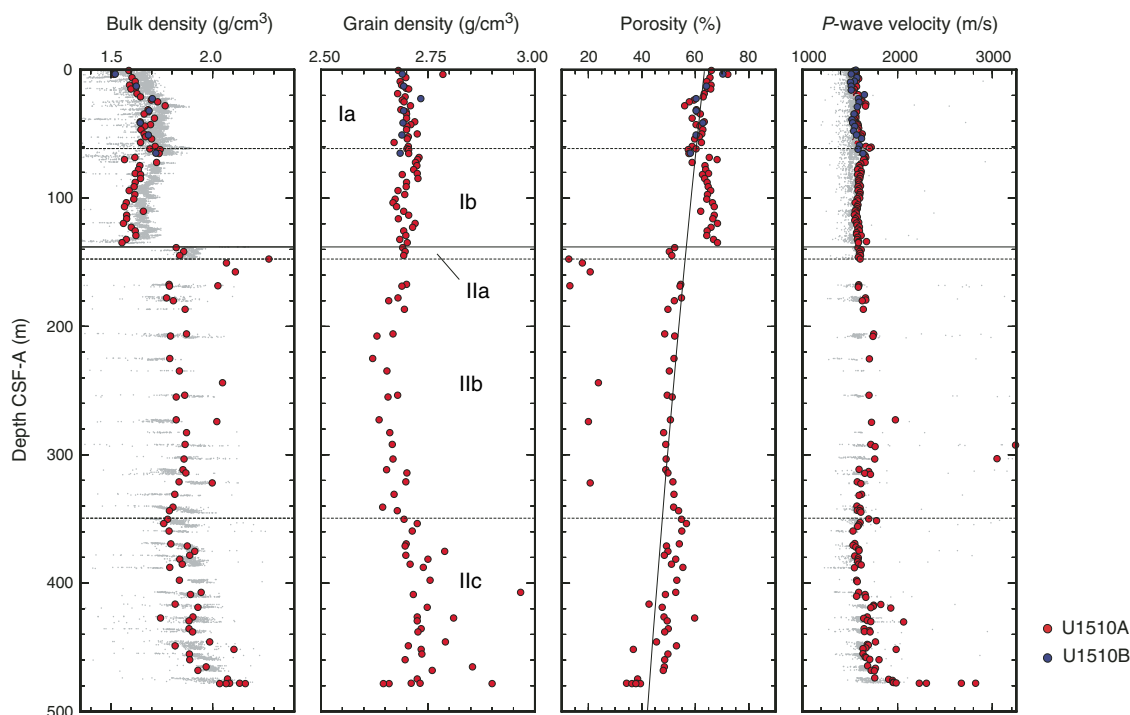 Bulk density (g/cm3) Grain density (g/cm3) Porosity (%) P-wave velocity (m/s)
1.5 2.0 2.50 2.75 3.00 20 40 60 80 1000 2000 3000
0
100
200
300
400
500
Depth CSF-A (m)
Ia
Ib
IIa
IIb
IIc
U1510A
U1510B